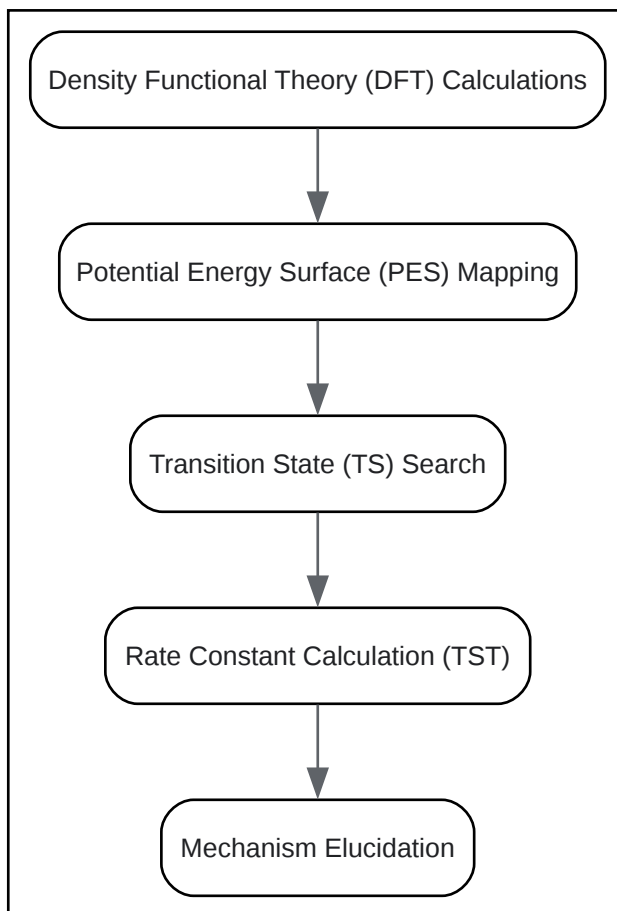 Density Functional Theory (DFT) Calculations
Potential Energy Surface (PES) Mapping
Transition State (TS) Search
Rate Constant Calculation (TST)
Mechanism Elucidation